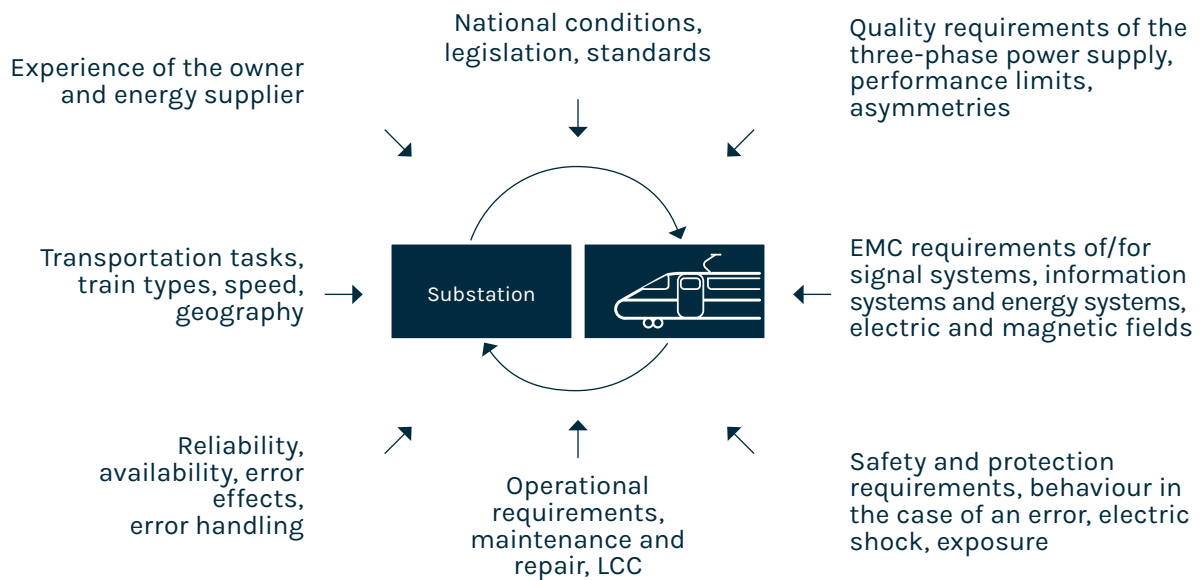 National conditions,
legislation, standards
Experience of the owner
and energy supplier
Quality requirements of the
three-phase power supply,
performance limits,
asymmetries
Transportation tasks,
train types, speed,
geography
Substation
EMC requirements of/for
signal systems, information
systems and energy systems,
electric and magnetic fields
Reliability,
availability, error
effects,
error handling
Operational
requirements,
maintenance and
repair, LCC
Safety and protection
requirements, behaviour in
the case of an error, electric
shock, exposure